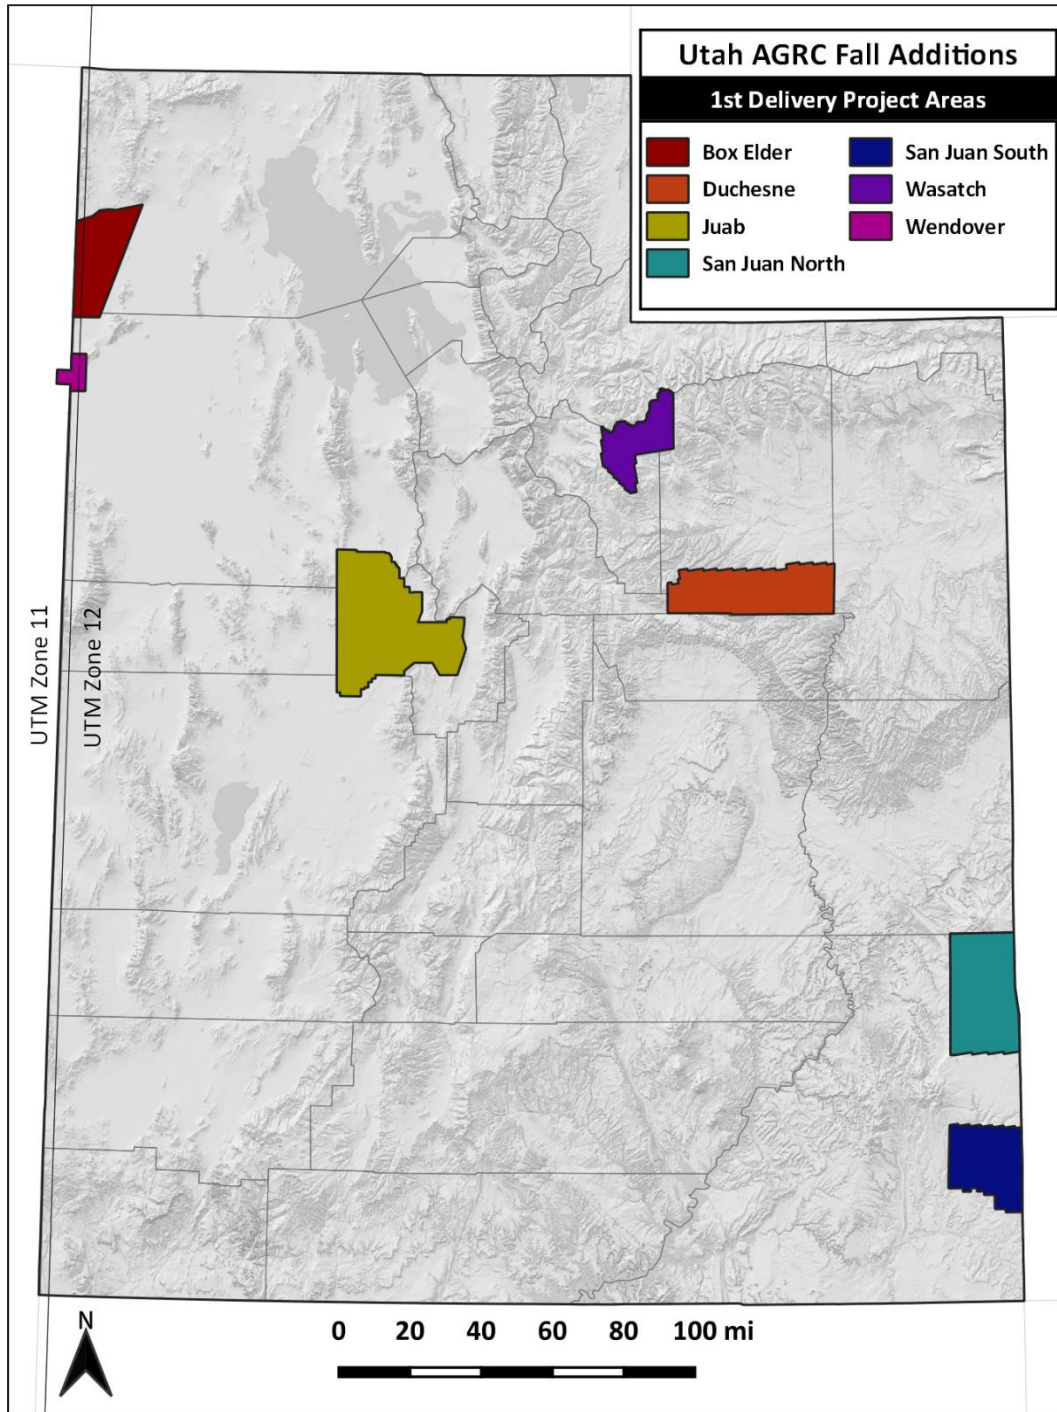 Utah AGRC Fall Additions
1st Delivery Project Areas
Box Elder
Duchesne
Juab
San Juan North
San Juan South
Wasatch
Wendover
UTM Zone 11
UTM Zone 12
N
0 20 40 60 80 100 mi